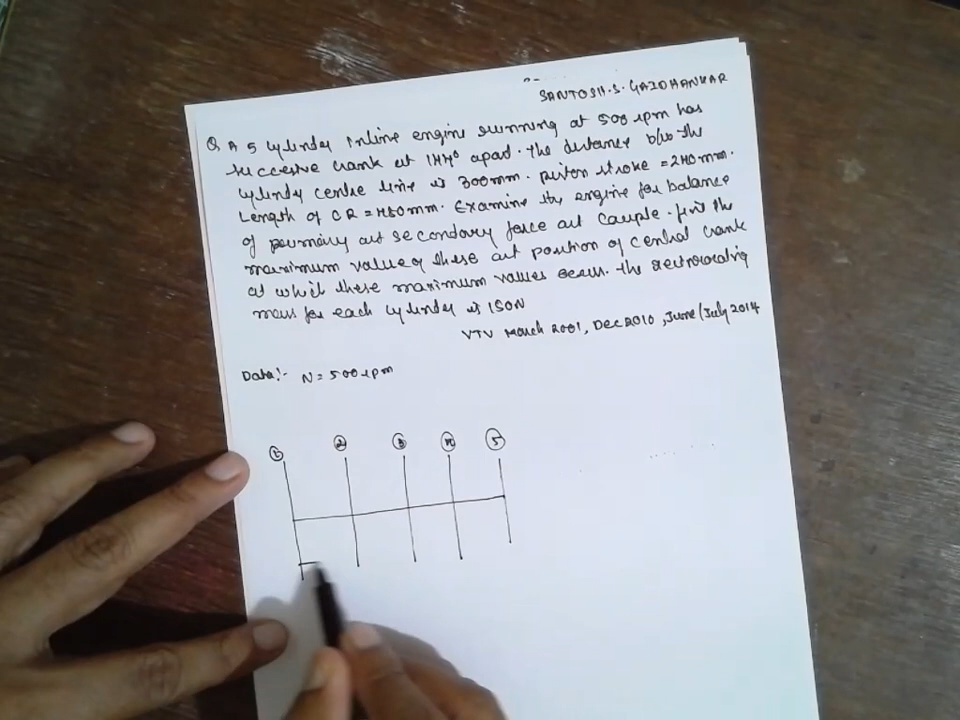 SANTOSH.S. GAIDHANKAR
Q A 5 cylinder inline engine running at 500 rpm has
successive crank at 144° apart. The distance b/w the
cylinder centre line is 300mm. piston stroke = 240mm.
Length of CR = 480mm. Examine the engine for balance
of primary and secondary force and couple. find the
maximum value of these and position of central crank
at which these maximum values occur. The reciprocating
mass for each cylinder is 150N
VTU March 2001, Dec 2010, June/July 2014
Data:- N = 500 rpm
1 2 3 4 5